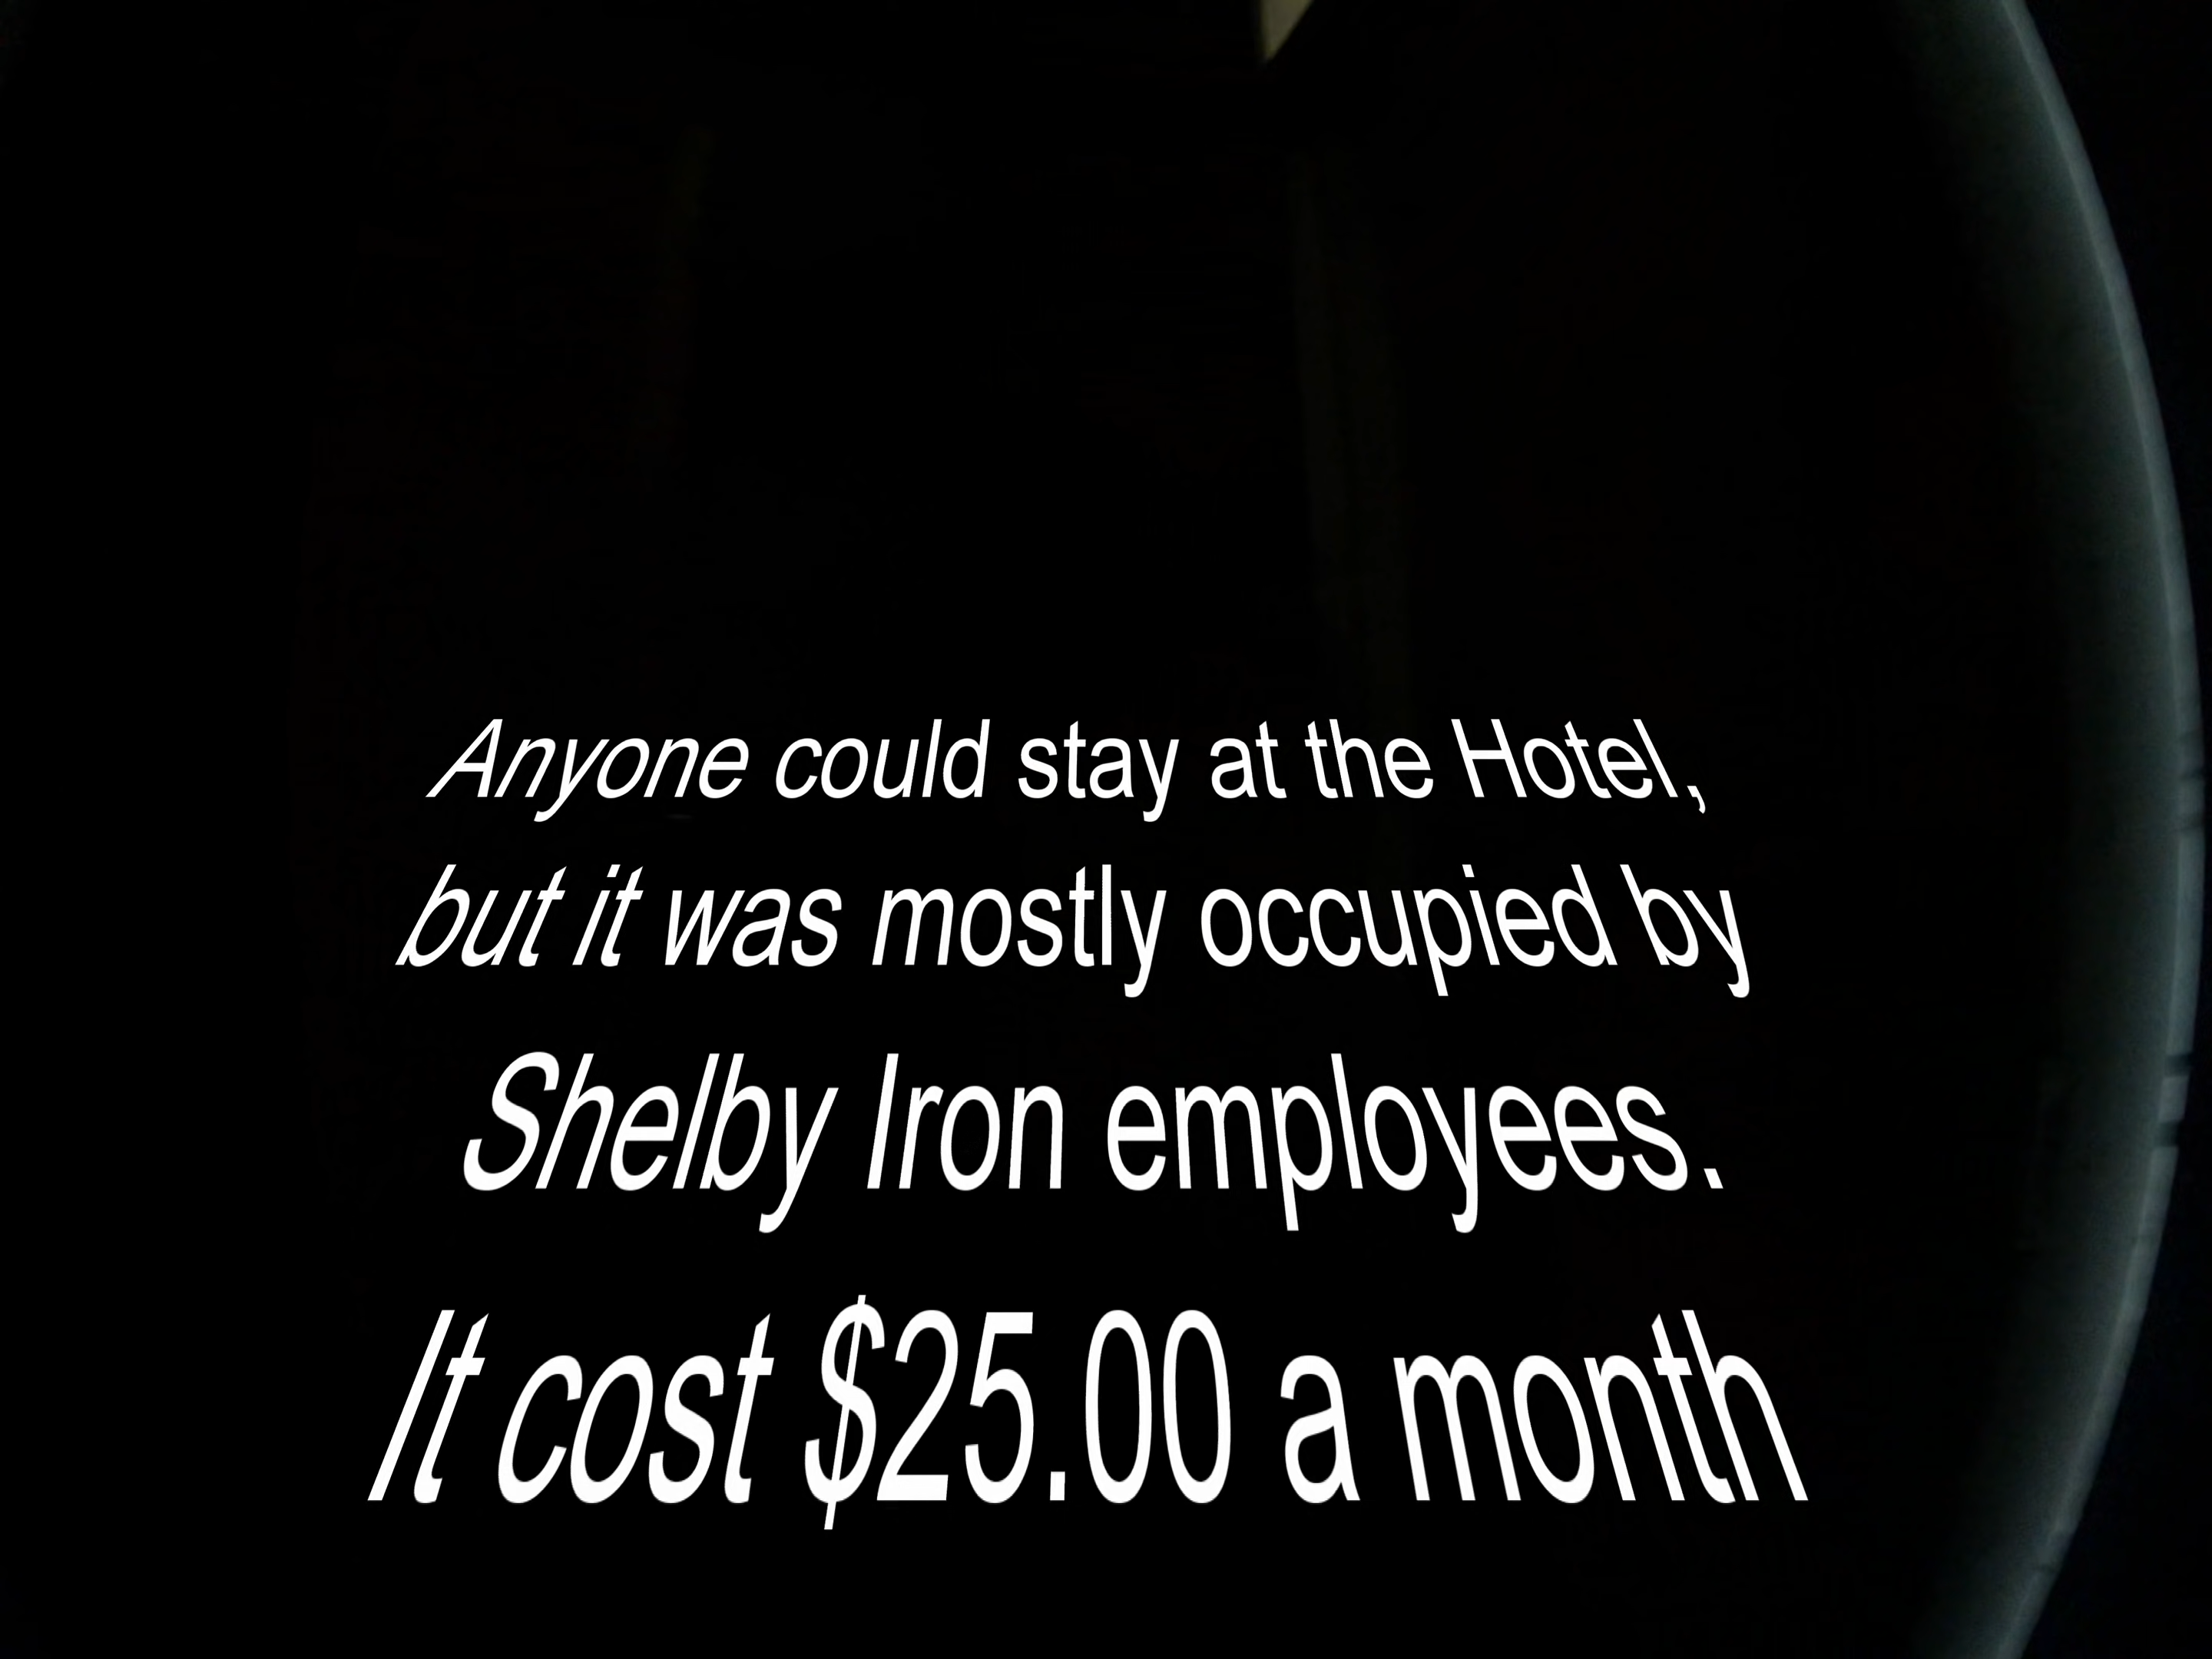 Anyone could stay at the Hotel,
but it was mostly occupied by
Shelby Iron employees.
It cost $25.00 a month